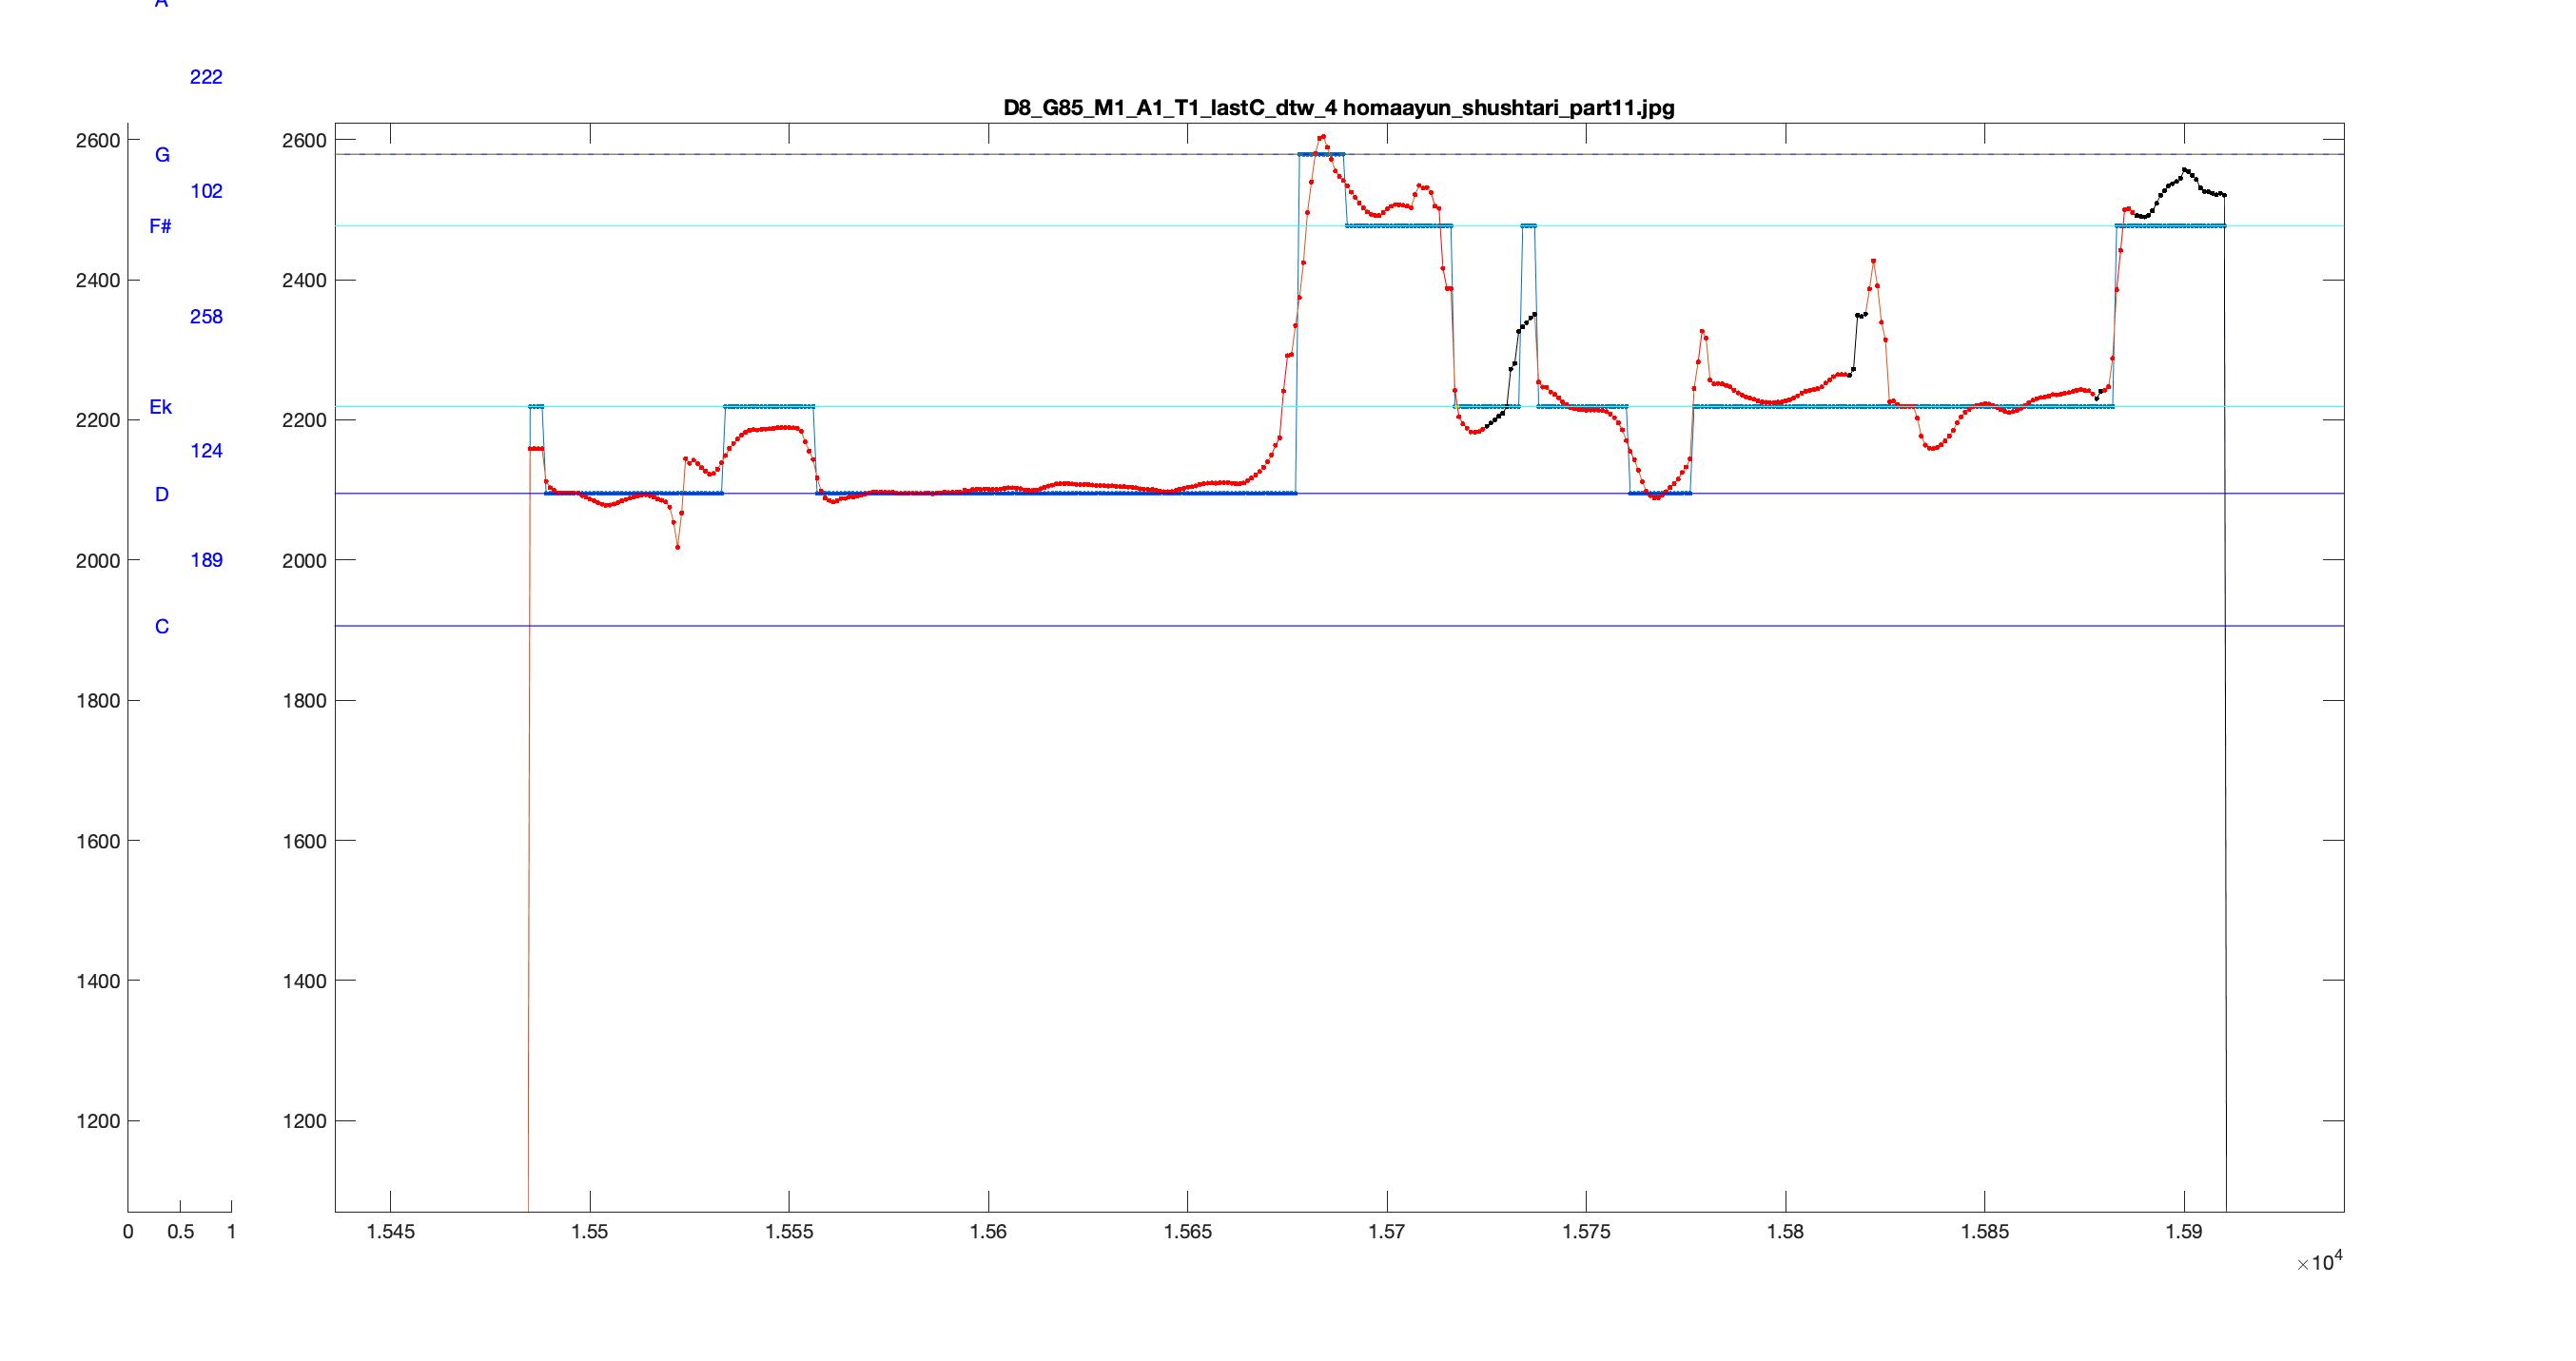 A
222
D8_G85_M1_A1_T1_lastC_dtw_4 homaayun_shushtari_part11.jpg
2600 G 2600
102
F#
2400 2400
258
Ek
2200 2200
124
D
2000 189 2000
C
1800 1800
1600 1600
1400 1400
1200 1200
0 0.5 1 1.545 1.55 1.555 1.56 1.565 1.57 1.575 1.58 1.585 1.59
×10⁴